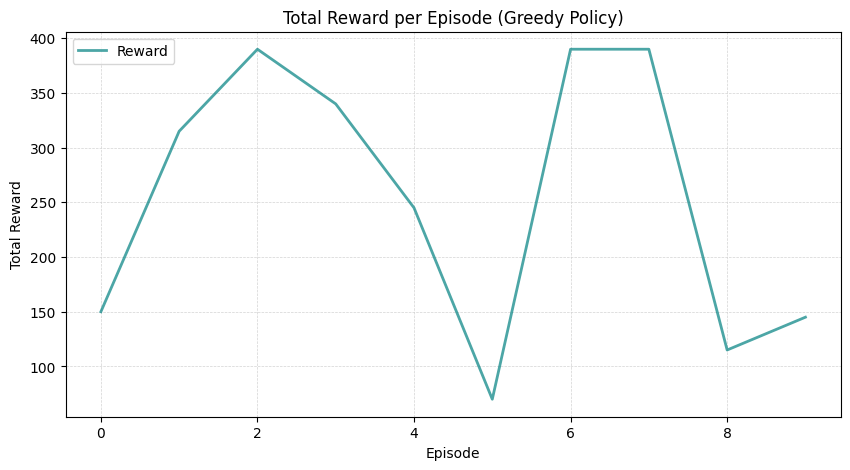 Total Reward per Episode (Greedy Policy)
Reward
Total Reward
400
350
300
250
200
150
100
0 2 4 6 8
Episode